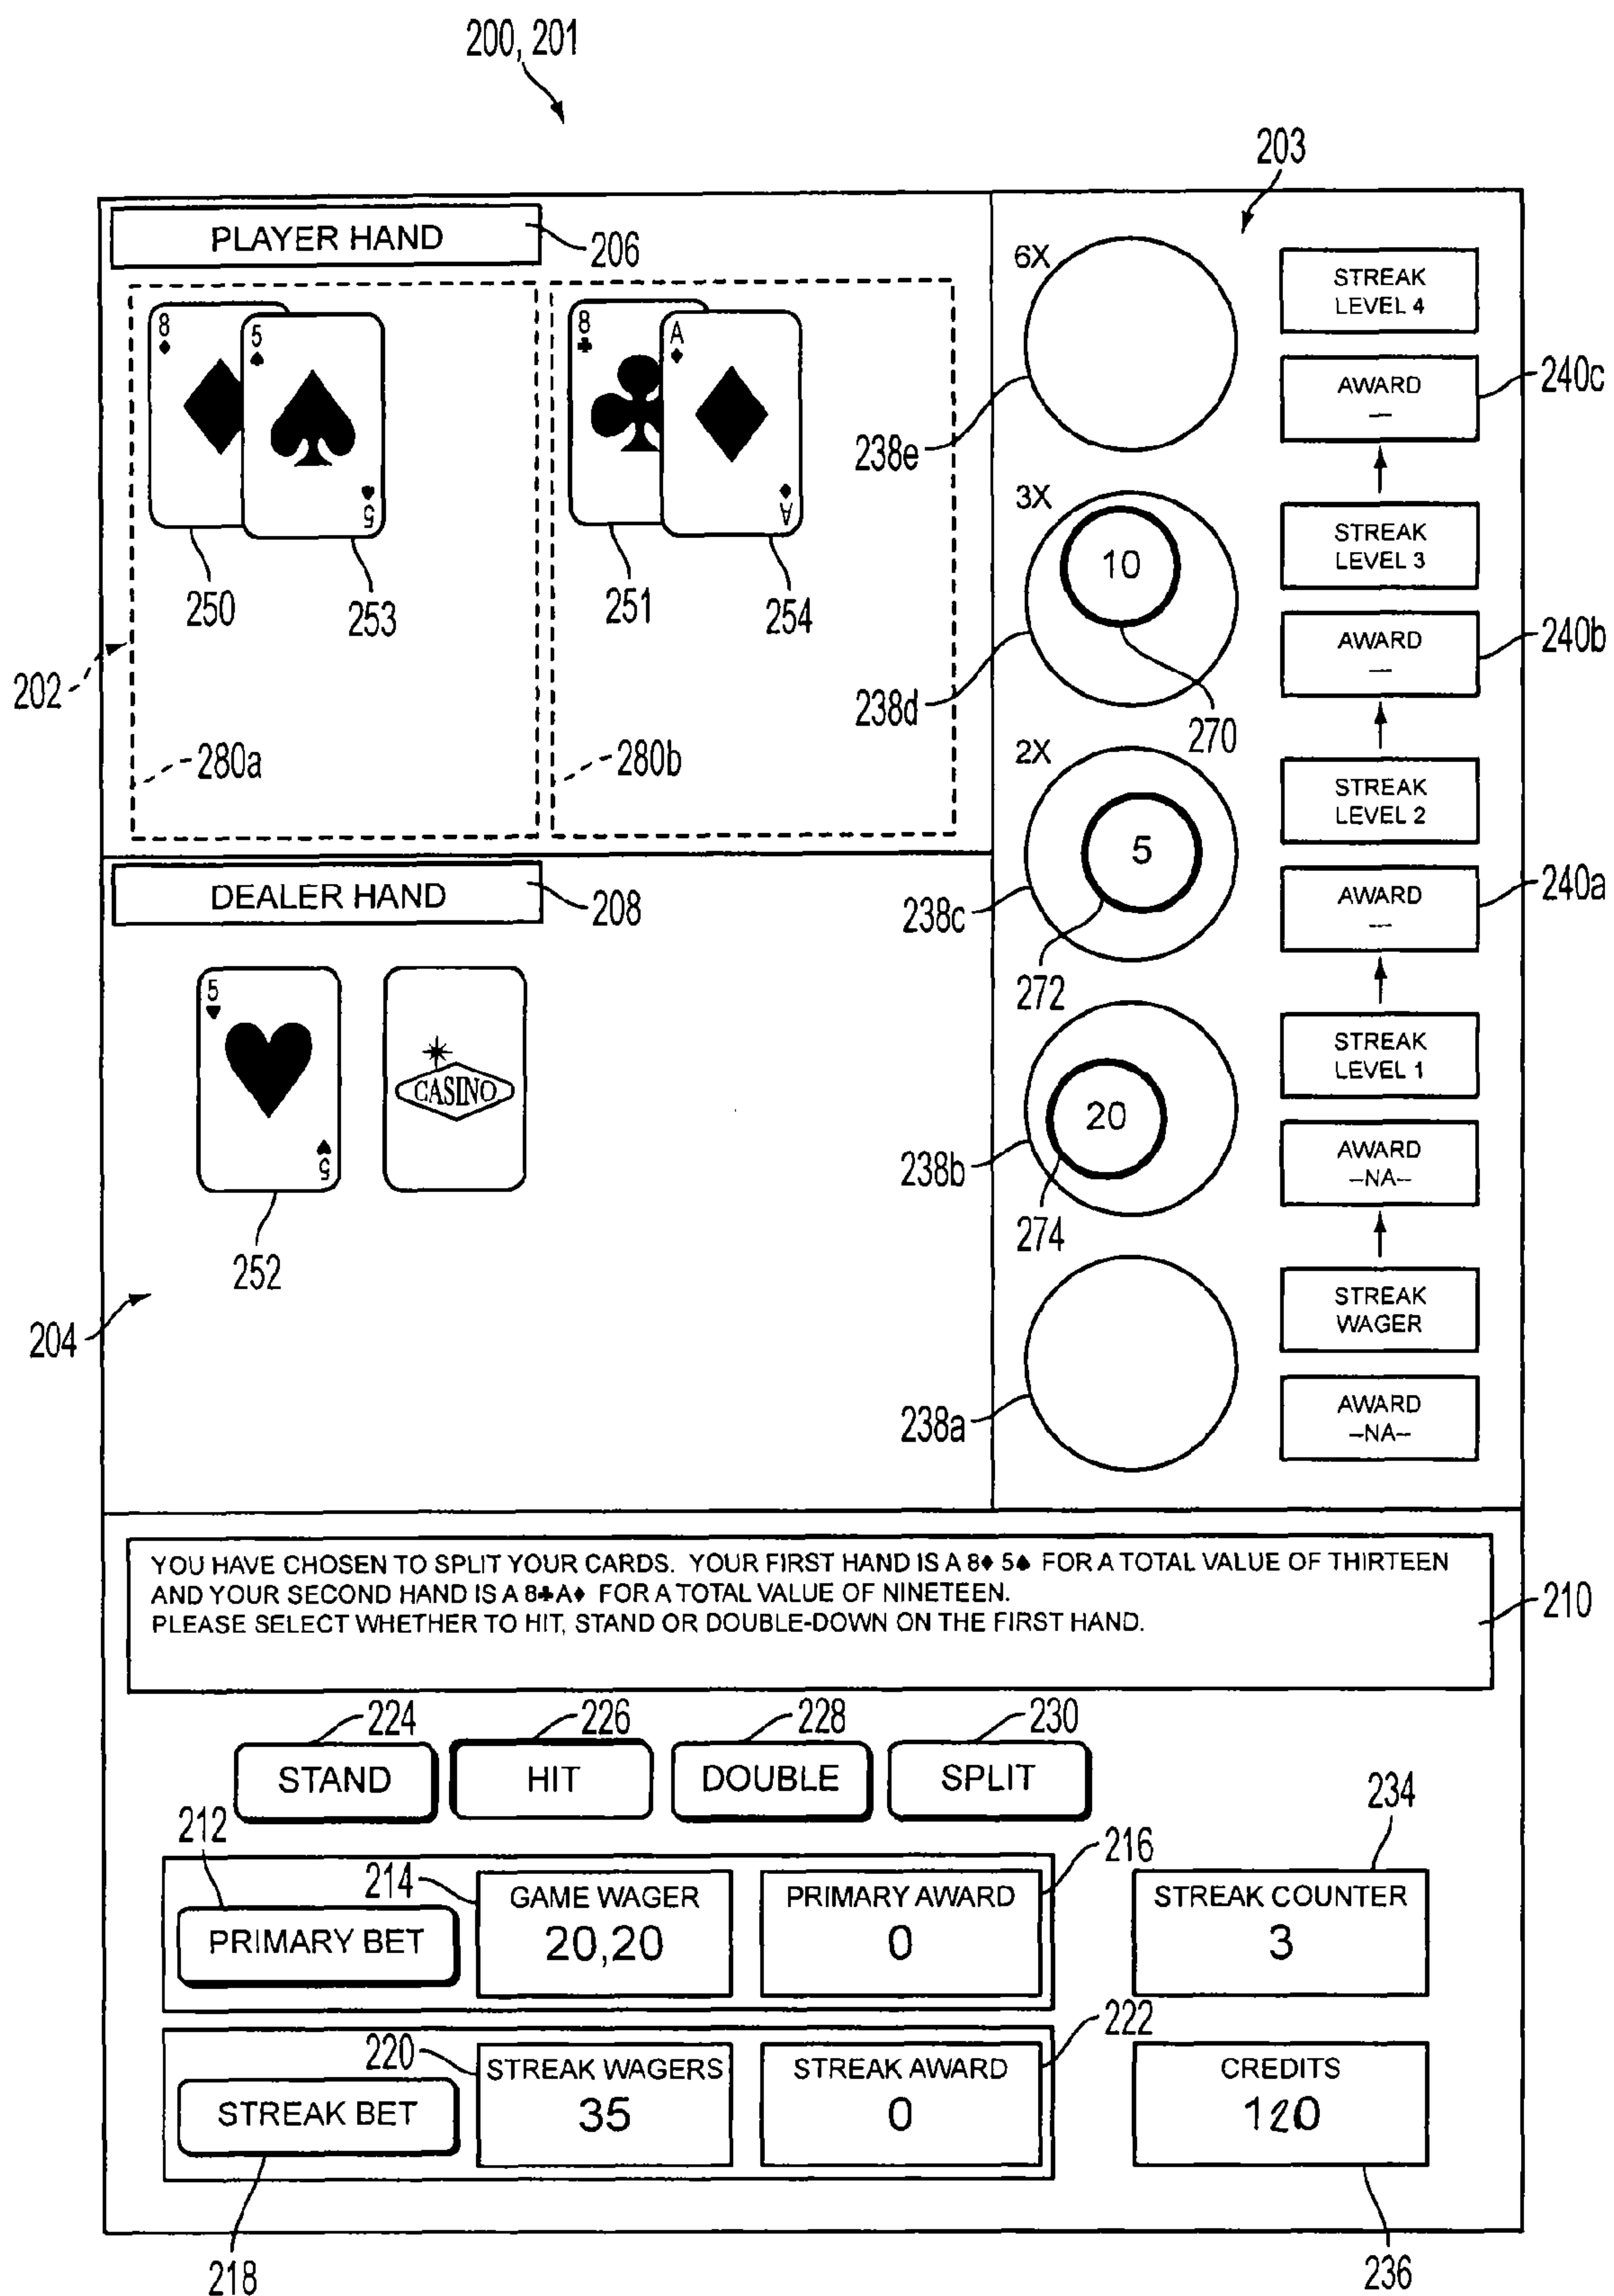 200, 201
203
PLAYER HAND
206
8♦
5♠
5
8♣
A♦
A
250
253
251
254
202
280a
280b
6X
238e
3X
10
238d
270
2X
5
238c
272
20
238b
274
238a
STREAK
LEVEL 4
AWARD
—
240c
STREAK
LEVEL 3
AWARD
—
240b
STREAK
LEVEL 2
AWARD
—
240a
STREAK
LEVEL 1
AWARD
–NA–
STREAK
WAGER
AWARD
–NA–
DEALER HAND
208
5♥
5
CASINO
252
204
YOU HAVE CHOSEN TO SPLIT YOUR CARDS. YOUR FIRST HAND IS A 8♦ 5♠ FOR A TOTAL VALUE OF THIRTEEN
AND YOUR SECOND HAND IS A 8♣A♦ FOR A TOTAL VALUE OF NINETEEN.
PLEASE SELECT WHETHER TO HIT, STAND OR DOUBLE-DOWN ON THE FIRST HAND.
210
224
226
228
230
STAND
HIT
DOUBLE
SPLIT
212
214
216
234
PRIMARY BET
GAME WAGER
20,20
PRIMARY AWARD
0
STREAK COUNTER
3
220
222
STREAK BET
STREAK WAGERS
35
STREAK AWARD
0
CREDITS
120
218
236